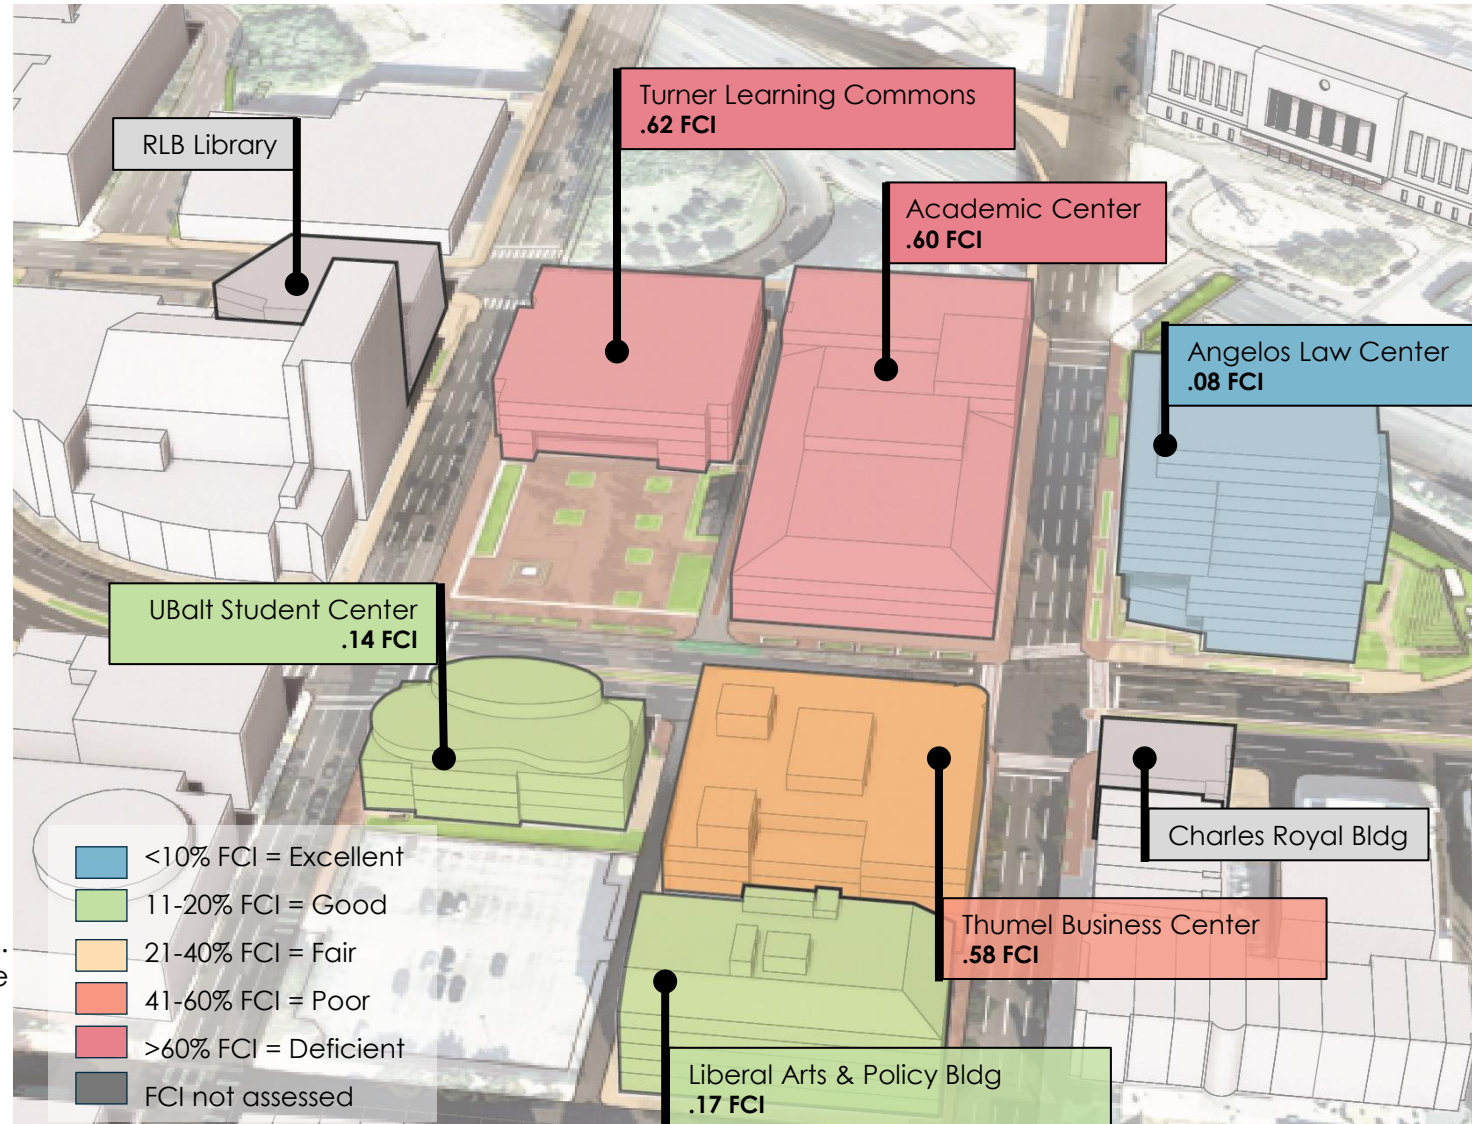 Turner Learning Commons
.62 FCI
RLB Library
Academic Center
.60 FCI
Angelos Law Center
.08 FCI
UBalt Student Center
.14 FCI
Charles Royal Bldg
<10% FCI = Excellent
11-20% FCI = Good
21-40% FCI = Fair
41-60% FCI = Poor
>60% FCI = Deficient
FCI not assessed
Thumel Business Center
.58 FCI
Liberal Arts & Policy Bldg
.17 FCI